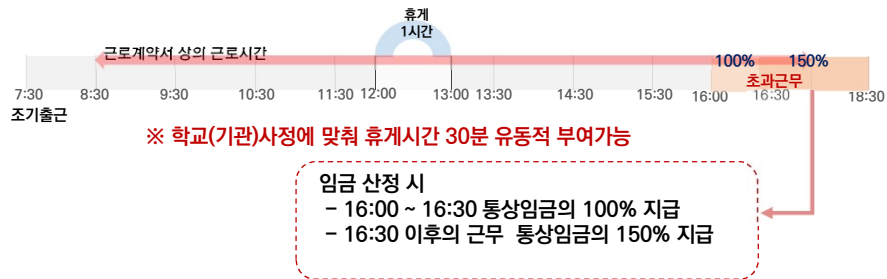 휴게
1시간
근로계약서 상의 근로시간
100% 150%
초과근무
7:30 8:30 9:30 10:30 11:30 12:00 13:00 13:30 14:30 15:30 16:00 16:30 18:30
조기출근
※ 학교(기관)사정에 맞춰 휴게시간 30분 유동적 부여가능
임금 산정 시
- 16:00 ~ 16:30 통상임금의 100% 지급
- 16:30 이후의 근무 통상임금의 150% 지급